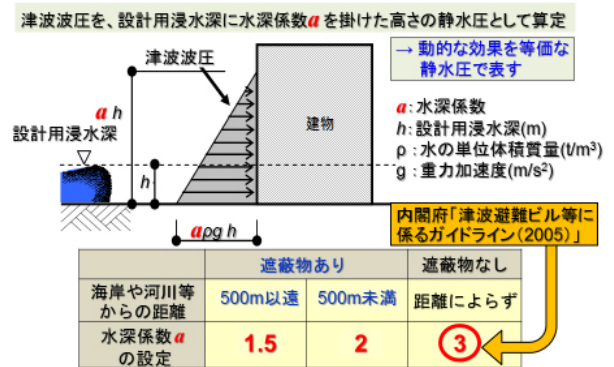 津波波圧を、設計用浸水深に水深係数aを掛けた高さの静水圧として算定
津波波圧
→ 動的な効果を等価な
静水圧で表す
a h
設計用浸水深
h
建物
a:水深係数
h:設計用浸水深(m)
ρ:水の単位体積質量(t/m³)
g:重力加速度(m/s²)
aρg h
内閣府「津波避難ビル等に
係るガイドライン(2005)」
遮蔽物あり
遮蔽物なし
海岸や河川等
からの距離
500m以遠
500m未満
距離によらず
水深係数a
の設定
1.5
2
3